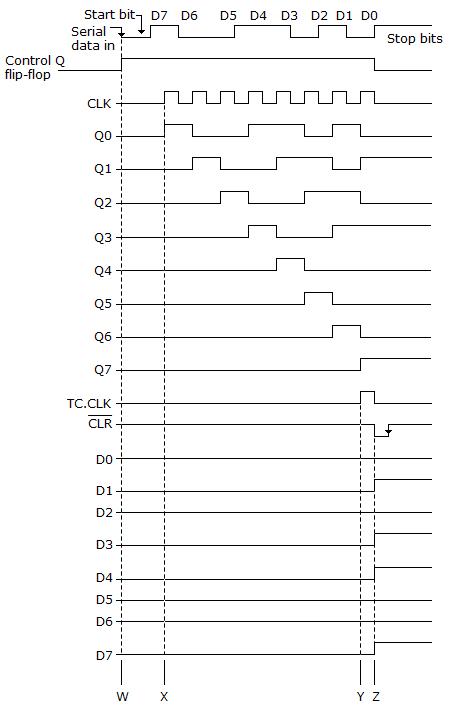 Start bit D7 D6 D5 D4 D3 D2 D1 D0
Serial
data in
Stop bits
Control Q
flip-flop
CLK
Q0
Q1
Q2
Q3
Q4
Q5
Q6
Q7
TC.CLK
CLR
D0
D1
D2
D3
D4
D5
D6
D7
W X Y Z